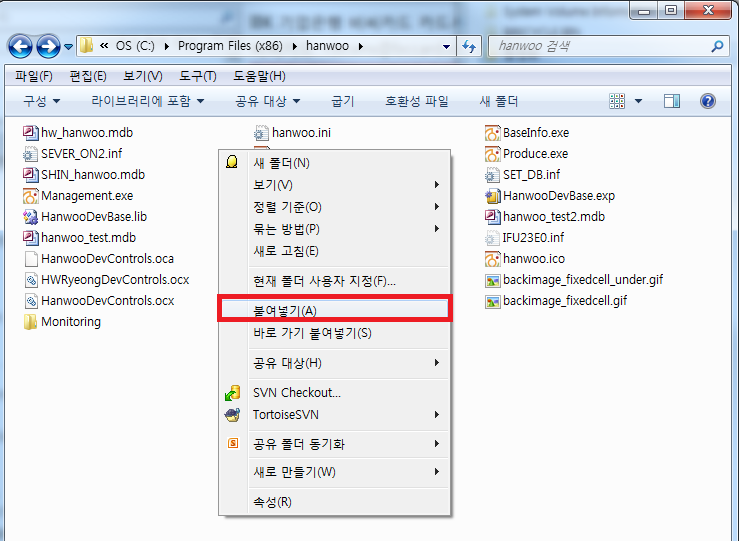 OS (C:) Program Files (x86) hanwoo
hanwoo 검색
파일(F) 편집(E) 보기(V) 도구(T) 도움말(H)
구성 라이브러리에 포함 공유 대상 굽기 호환성 파일 새 폴더
hw_hanwoo.mdb
SEVER_ON2.inf
SHIN_hanwoo.mdb
Management.exe
HanwooDevBase.lib
hanwoo_test.mdb
HanwooDevControls.oca
HWRyeongDevControls.ocx
HanwooDevControls.ocx
Monitoring
hanwoo.ini
새 폴더(N)
보기(V)
정렬 기준(O)
묶는 방법(P)
새로 고침(E)
현재 폴더 사용자 지정(F)...
붙여넣기(A)
바로 가기 붙여넣기(S)
공유 대상(H)
SVN Checkout...
TortoiseSVN
공유 폴더 동기화
새로 만들기(W)
속성(R)
BaseInfo.exe
Produce.exe
SET_DB.inf
HanwooDevBase.exp
hanwoo_test2.mdb
IFU23E0.inf
hanwoo.ico
backimage_fixedcell_under.gif
backimage_fixedcell.gif